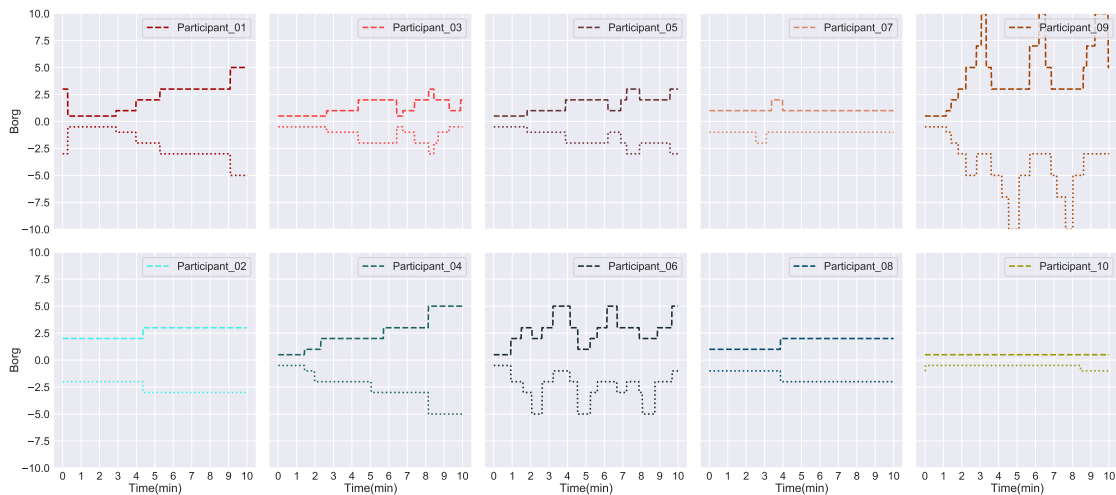 Participant_01
Participant_03
Participant_05
Participant_07
Participant_09
10.0
7.5
5.0
2.5
0.0
−2.5
−5.0
−7.5
−10.0
Borg
Participant_02
Participant_04
Participant_06
Participant_08
Participant_10
10.0
7.5
5.0
2.5
0.0
−2.5
−5.0
−7.5
−10.0
Borg
0 1 2 3 4 5 6 7 8 9 10
0 1 2 3 4 5 6 7 8 9 10
0 1 2 3 4 5 6 7 8 9 10
0 1 2 3 4 5 6 7 8 9 10
0 1 2 3 4 5 6 7 8 9 10
Time(min)
Time(min)
Time(min)
Time(min)
Time(min)